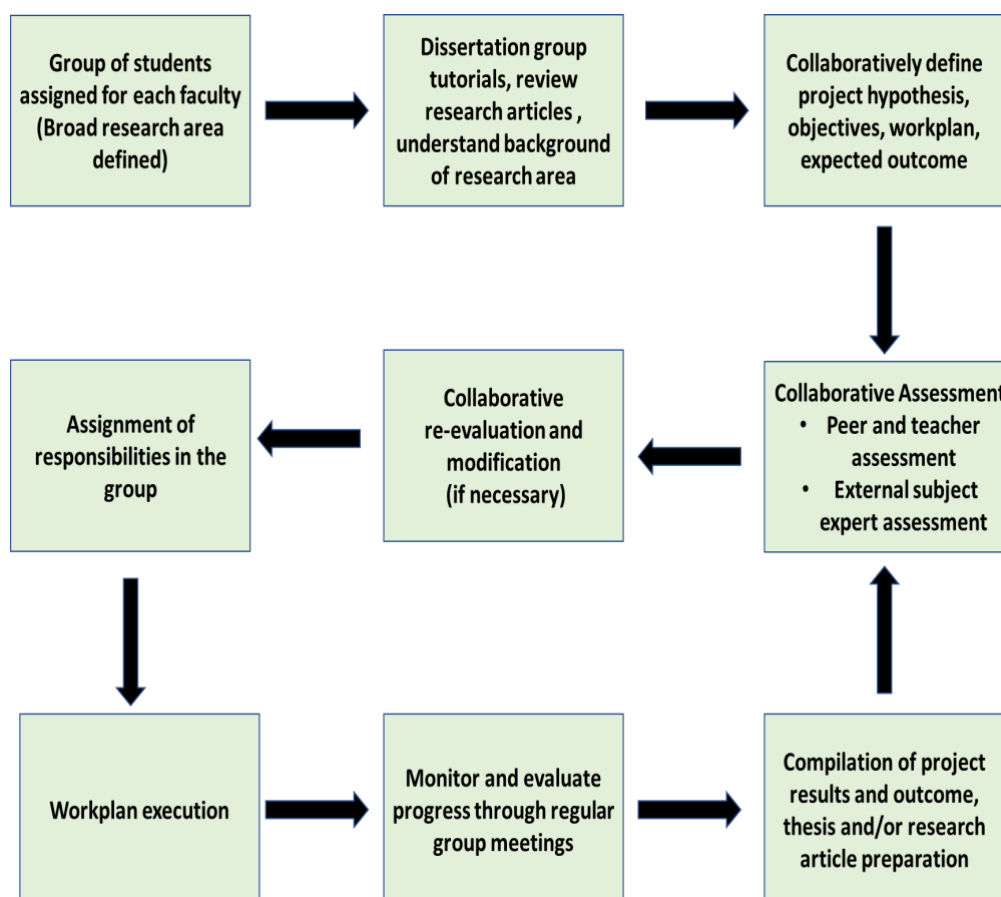 Group of students
assigned for each faculty
(Broad research area
defined)
Dissertation group
tutorials, review
research articles ,
understand background
of research area
Collaboratively define
project hypothesis,
objectives, workplan,
expected outcome
Assignment of
responsibilities in the
group
Collaborative
re-evaluation and
modification
(if necessary)
Collaborative Assessment
• Peer and teacher
assessment
• External subject
expert assessment
Workplan execution
Monitor and evaluate
progress through regular
group meetings
Compilation of project
results and outcome,
thesis and/or research
article preparation